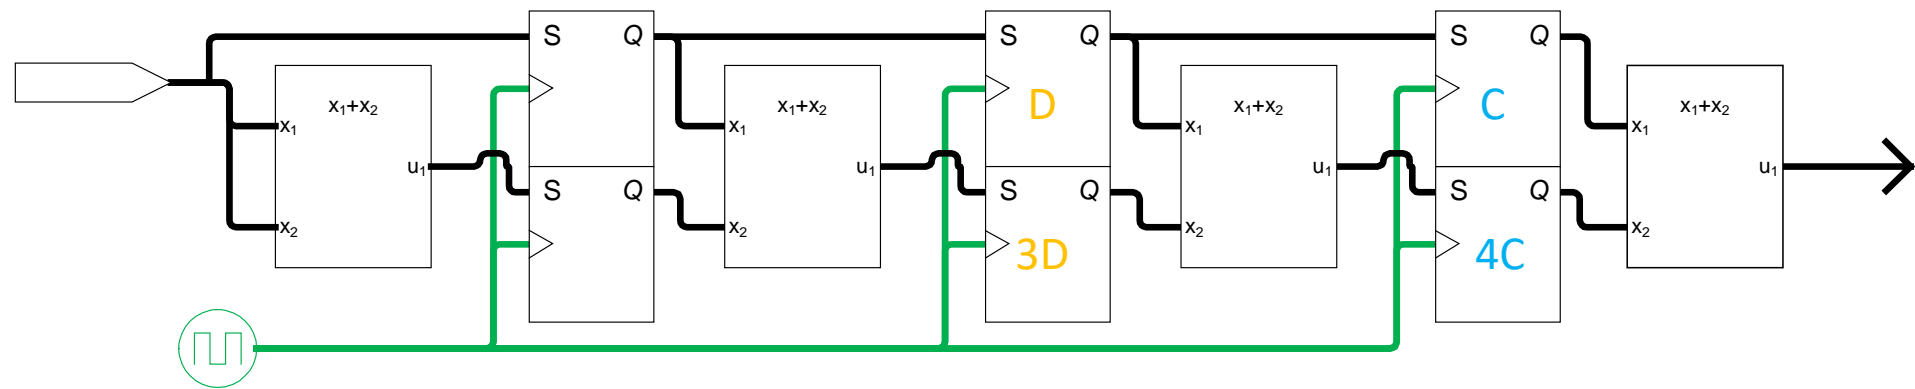 S Q
x₁+x₂
x₁
u₁
x₂
S Q
x₁+x₂
x₁
u₁
x₂
S Q
D
S Q
3D
x₁+x₂
x₁
u₁
x₂
S Q
C
S Q
4C
x₁+x₂
x₁
u₁
x₂